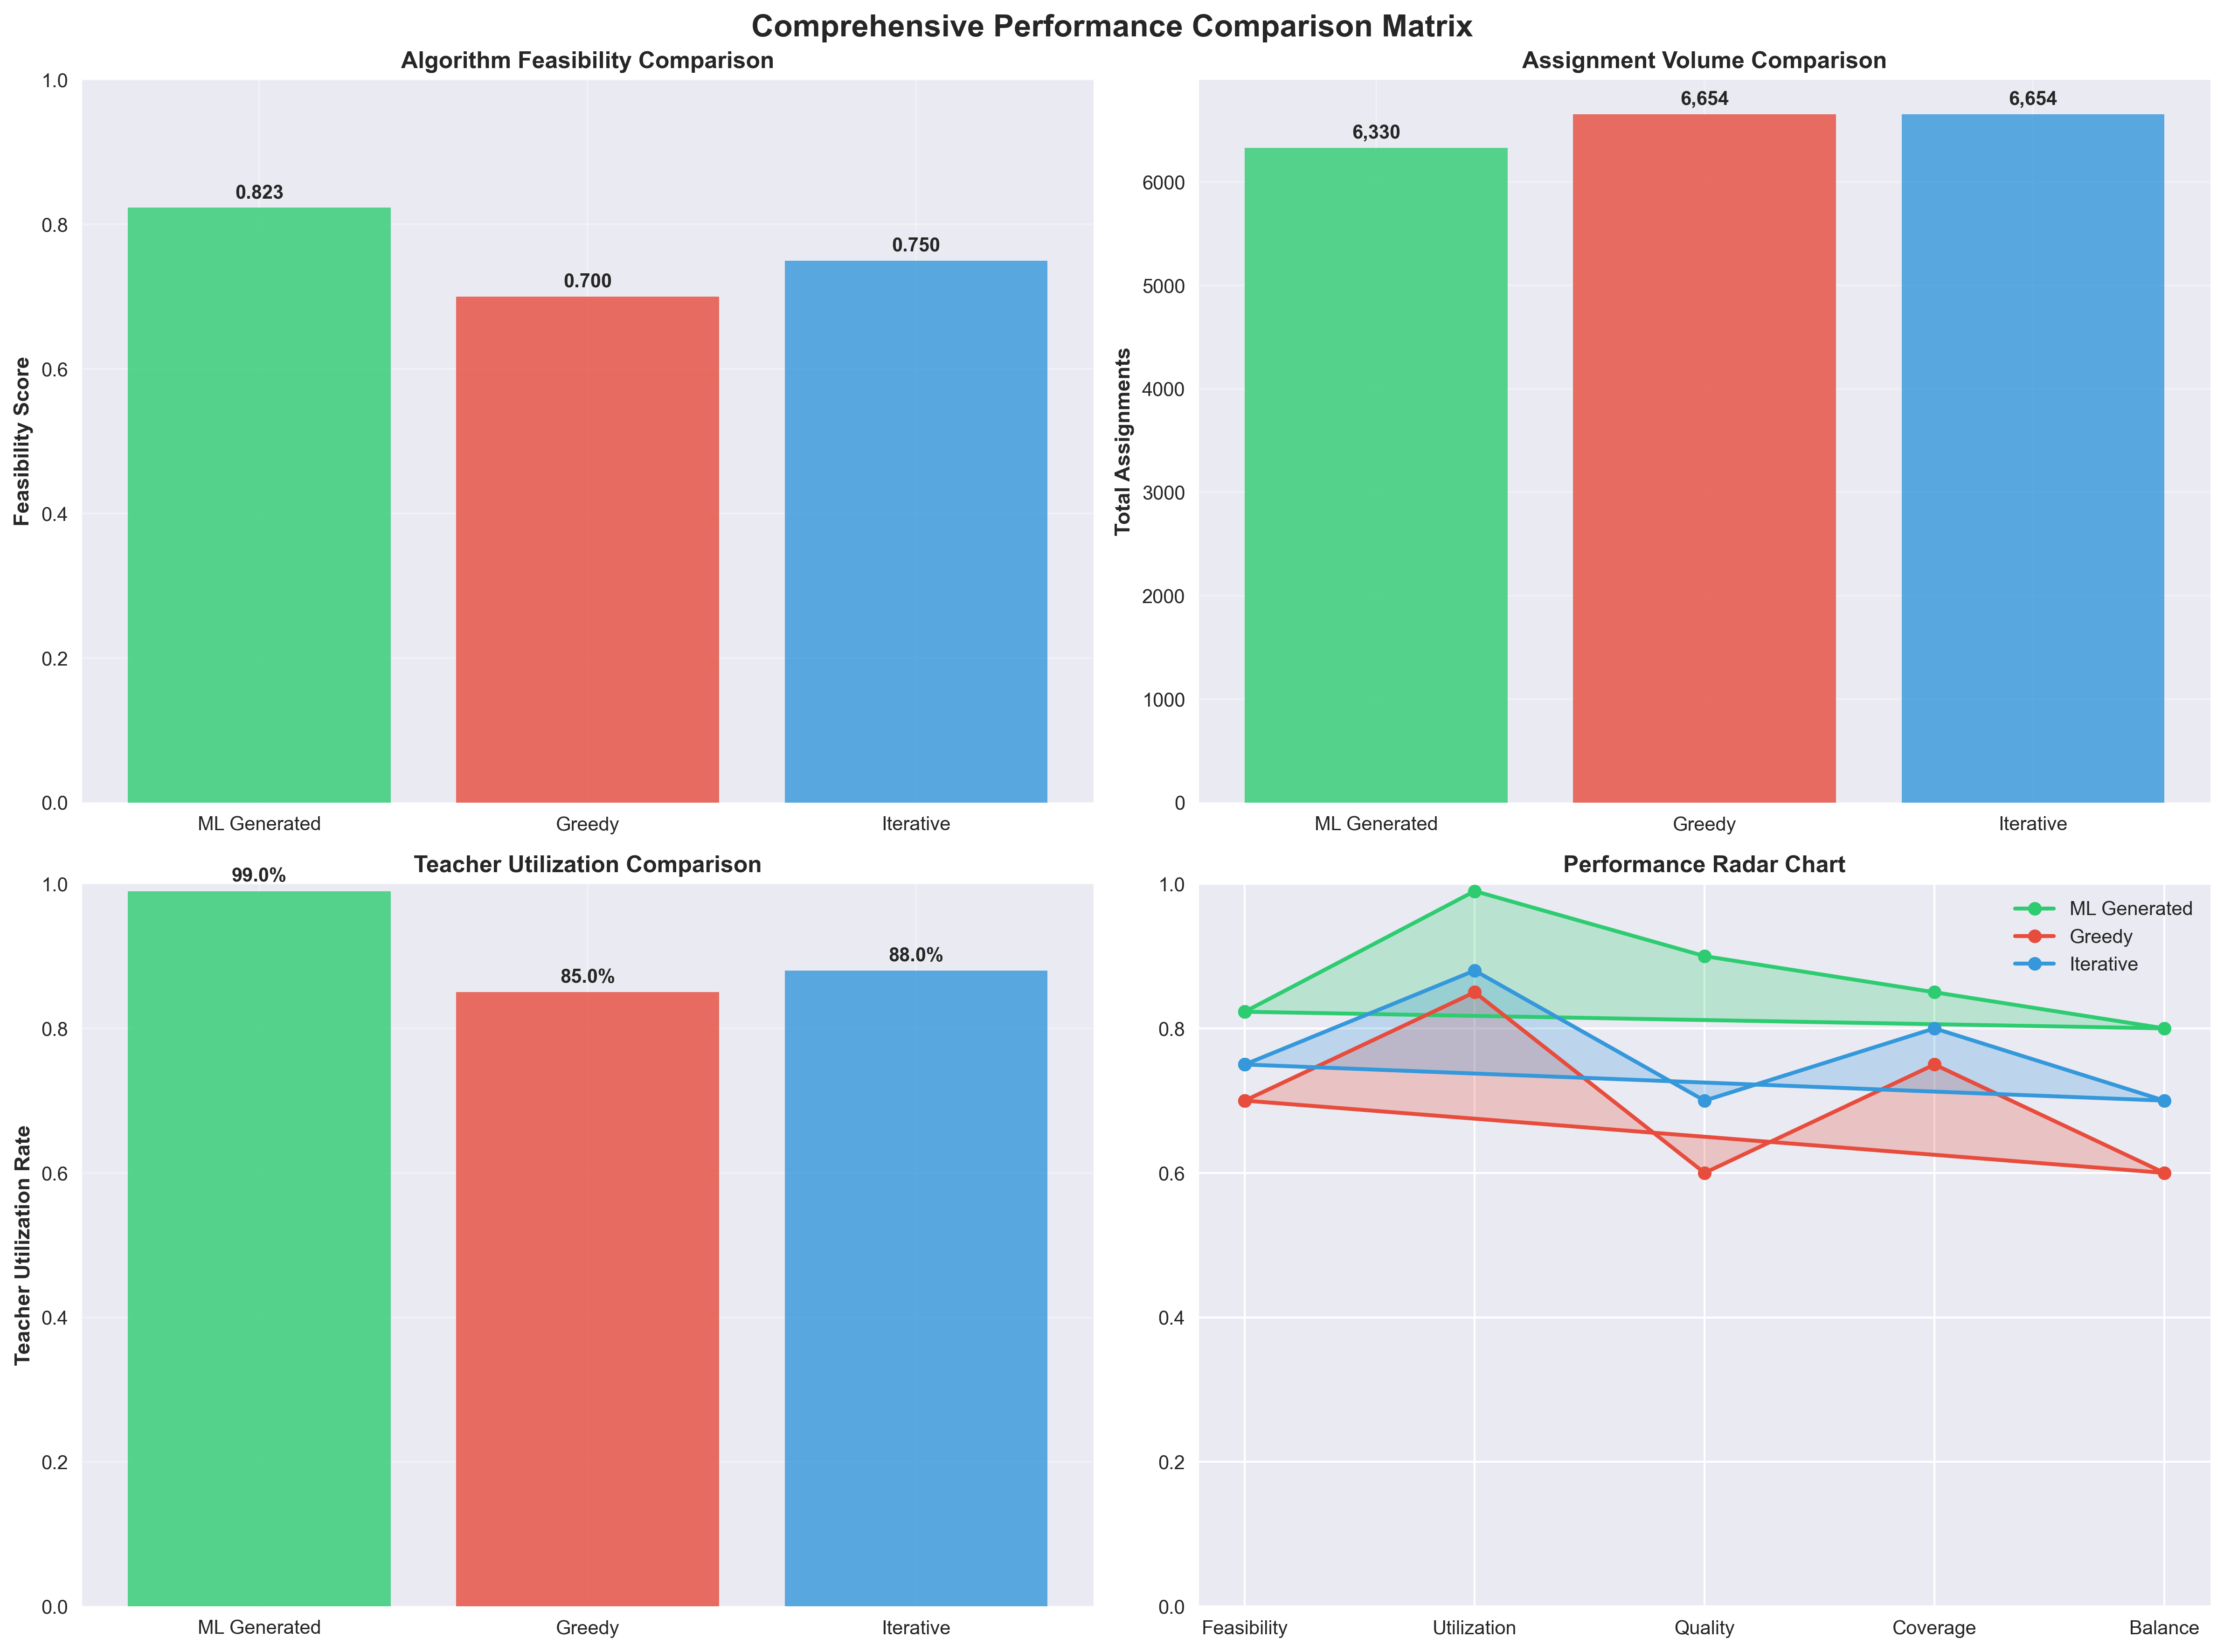 Comprehensive Performance Comparison Matrix
Algorithm Feasibility Comparison
Feasibility Score
1.0
0.8
0.6
0.4
0.2
0.0
0.823
0.700
0.750
ML Generated
Greedy
Iterative
Assignment Volume Comparison
Total Assignments
6000
5000
4000
3000
2000
1000
0
6,330
6,654
6,654
ML Generated
Greedy
Iterative
Teacher Utilization Comparison
Teacher Utilization Rate
1.0
0.8
0.6
0.4
0.2
0.0
99.0%
85.0%
88.0%
ML Generated
Greedy
Iterative
Performance Radar Chart
1.0
0.8
0.6
0.4
0.2
0.0
ML Generated
Greedy
Iterative
Feasibility
Utilization
Quality
Coverage
Balance